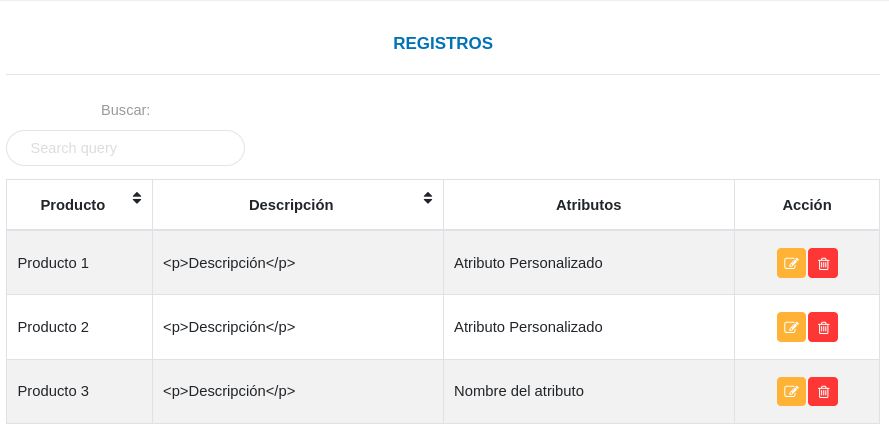 REGISTROS
Buscar:
Search query
Producto Descripción Atributos Acción
Producto 1 <p>Descripción</p> Atributo Personalizado
Producto 2 <p>Descripción</p> Atributo Personalizado
Producto 3 <p>Descripción</p> Nombre del atributo